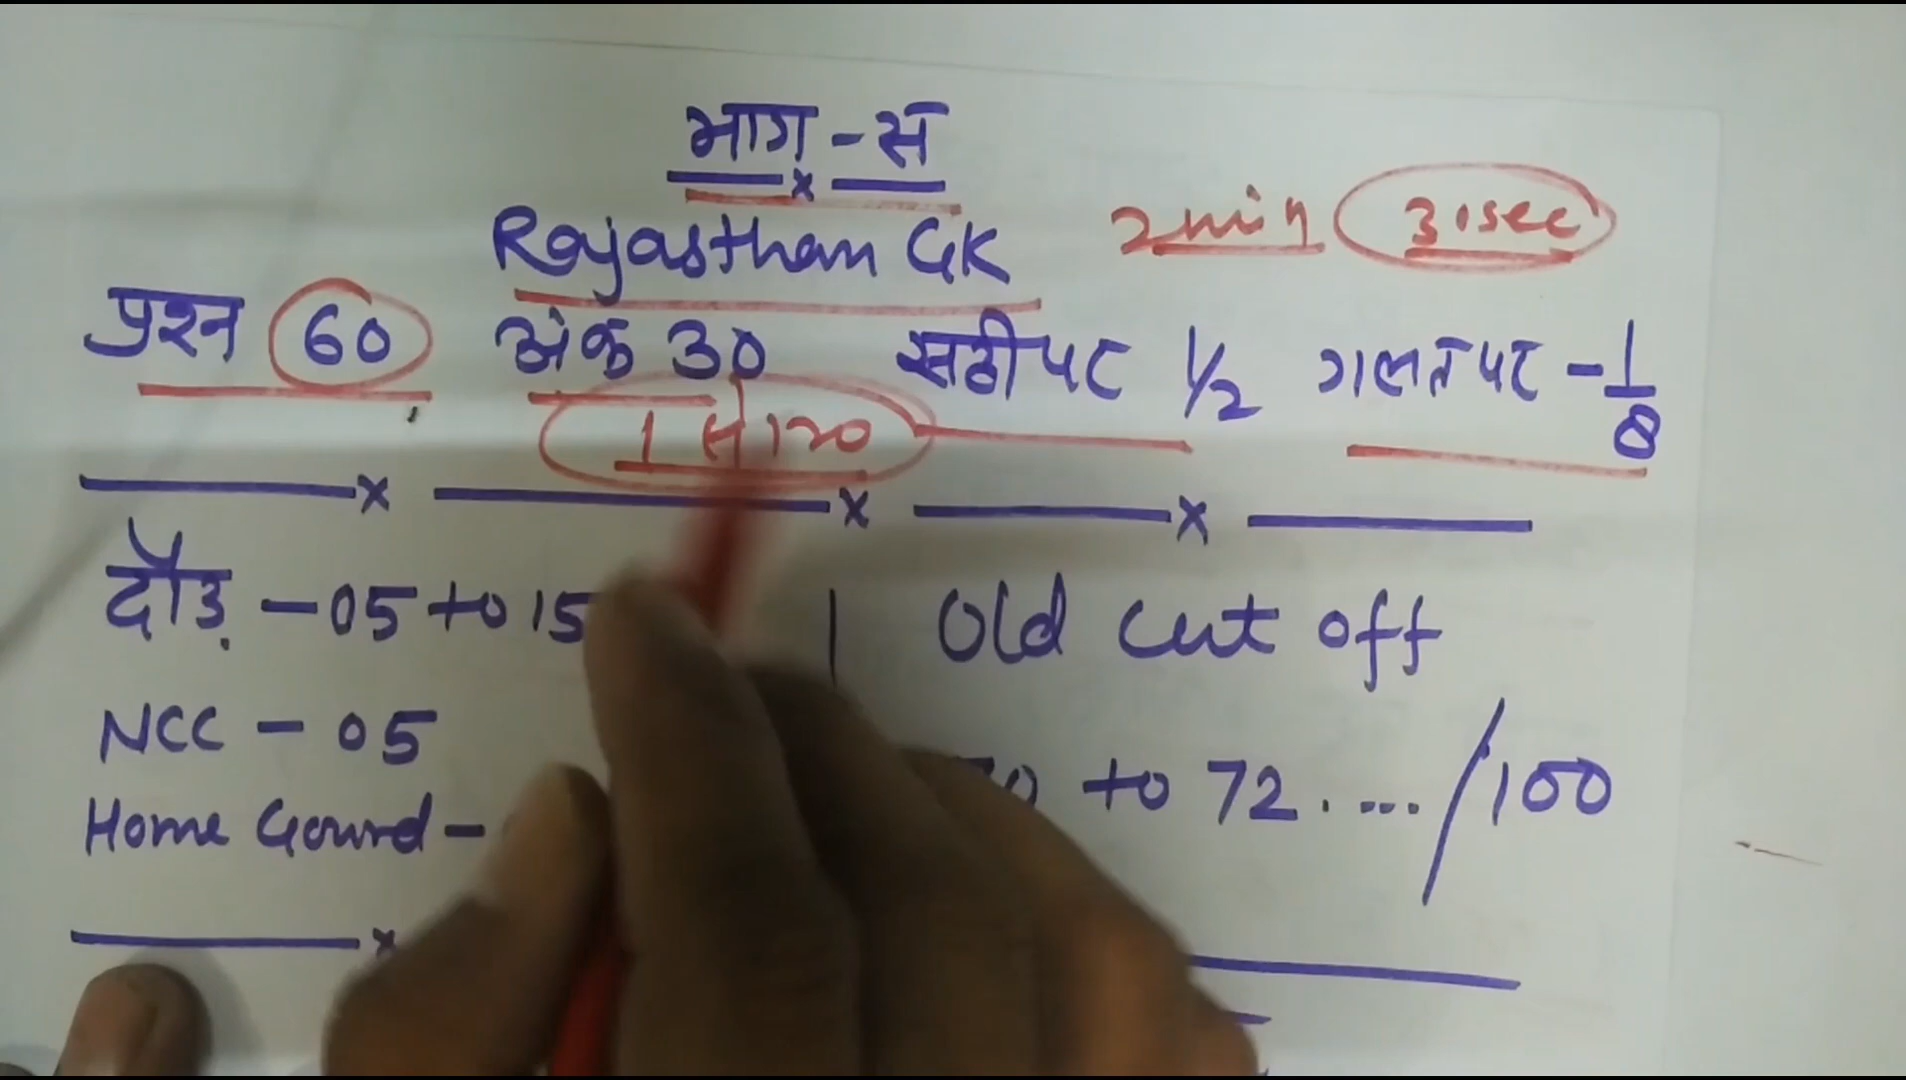 भाग - स
Rajasthan GK 2 min 30 sec
प्रश्न 60 अंक 30 सही पर 1/2 गलत पर - 1/8
1 से 120
दौड़ - 05 to 15 | Old cut off
NCC - 05
to 72..../100
Home Gourd -